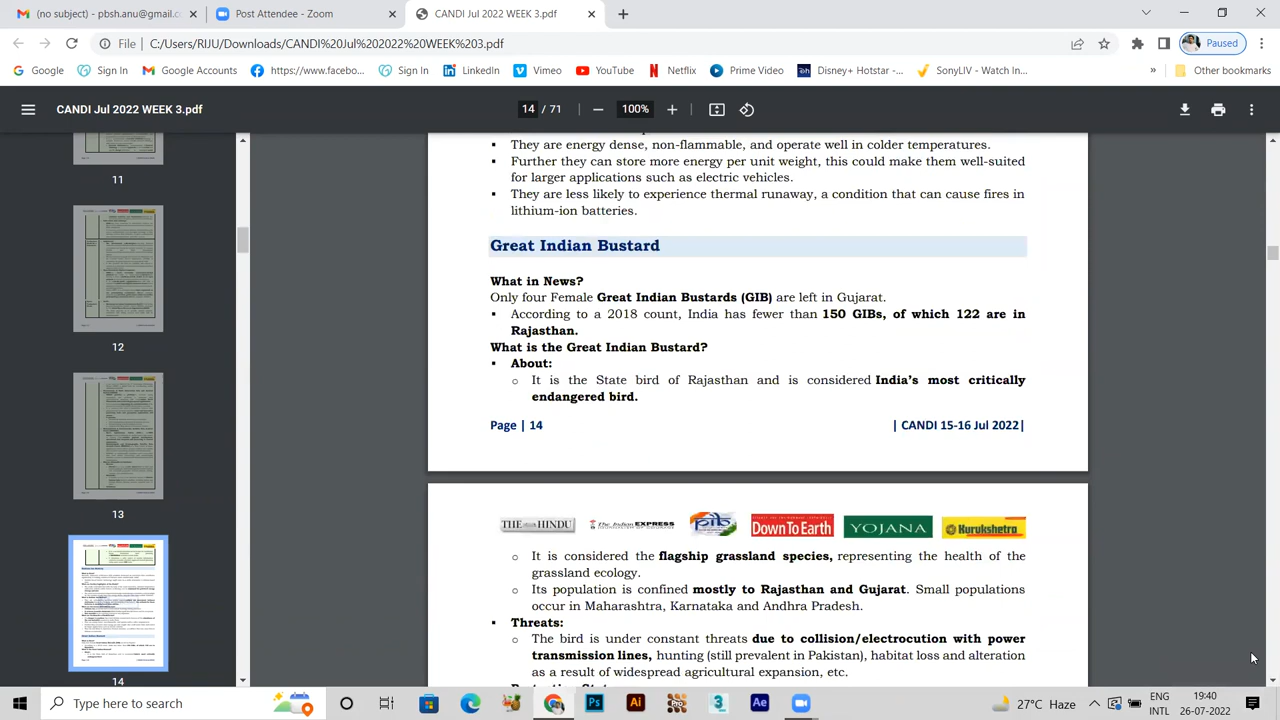 (no subject) - pbsh.anu@gmail.c
Post Attendee - Zoom
CANDI Jul 2022 WEEK 3.pdf
File
C:/Users/RIJU/Downloads/CANDI%20Jul%202022%20WEEK%203.pdf
Paused
Google
Sign In
Google Accounts
https://www.facebo...
Sign In
LinkedIn
Vimeo
YouTube
Netflix
Prime Video
Disney+ Hotstar -...
SonyLIV - Watch In...
»
Other bookmarks
CANDI Jul 2022 WEEK 3.pdf
14 / 71
100%
11
12
13
14
▪ They are energy dense, non-flammable, and operate well in colder temperatures.
▪ Further they can store more energy per unit weight, this could make them well-suited
for larger applications such as electric vehicles.
▪ They are less likely to experience thermal runaway, a condition that can cause fires in
lithium-ion batteries.
Great Indian Bustard
What in News?
Only four Female Great Indian Bustards (GIB) are left in Gujarat.
▪ According to a 2018 count, India has fewer than 150 GIBs, of which 122 are in
Rajasthan.
What is the Great Indian Bustard?
▪ About:
o It is the State bird of Rajasthan and is considered India's most critically
endangered bird.
Page | 14
| CANDI 15-16 Jul 2022|
THE HINDU
The Indian EXPRESS
DownToEarth
YOJANA
Kurukshetra
o It is considered the flagship grassland species representing the health of the
grassland ecology.
o Its population is confined mostly to Rajasthan and Gujarat. Small populations
occur in Maharashtra, Karnataka and Andhra Pradesh.
▪ Threats:
o The bird is under constant threats due to collision/electrocution with power
transmission lines, hunting (still prevalent in Pakistan), habitat loss and alteration
as a result of widespread agricultural expansion, etc.
Type here to search
Ps
Ai
Pro
3
Ae
27°C Haze
ENG
INTL
19:40
26-07-2022